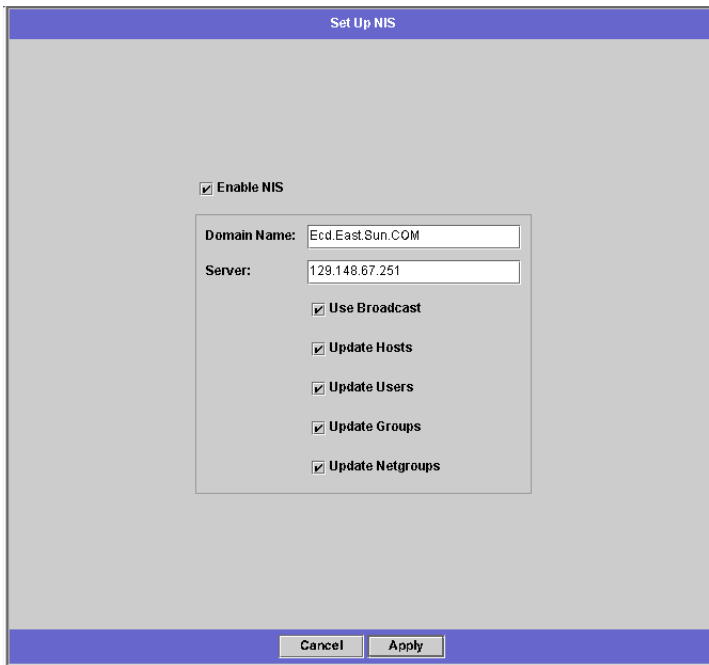 Set Up NIS
Enable NIS
Domain Name: Ecd.East.Sun.COM
Server: 129.148.67.251
Use Broadcast
Update Hosts
Update Users
Update Groups
Update Netgroups
Cancel Apply